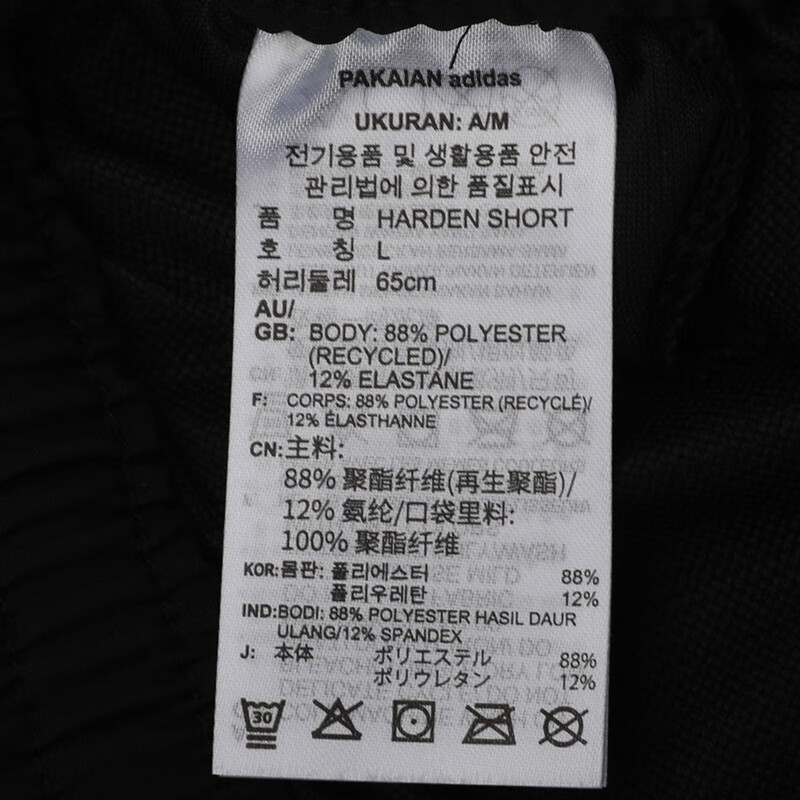 PAKAIAN adidas
UKURAN: A/M
전기용품 및 생활용품 안전
관리법에 의한 품질표시
품 명 HARDEN SHORT
호 칭 L
허리둘레 65cm
AU/
GB: BODY: 88% POLYESTER
(RECYCLED)/
12% ELASTANE
F: CORPS: 88% POLYESTER (RECYCLÉ)/
12% ÉLASTHANNE
CN: 主料:
88% 聚酯纤维(再生聚酯)/
12% 氨纶/口袋里料:
100% 聚酯纤维
KOR: 몸판: 폴리에스터 88%
폴리우레탄 12%
IND: BODI: 88% POLYESTER HASIL DAUR
ULANG/12% SPANDEX
J: 本体 ポリエステル 88%
ポリウレタン 12%
30